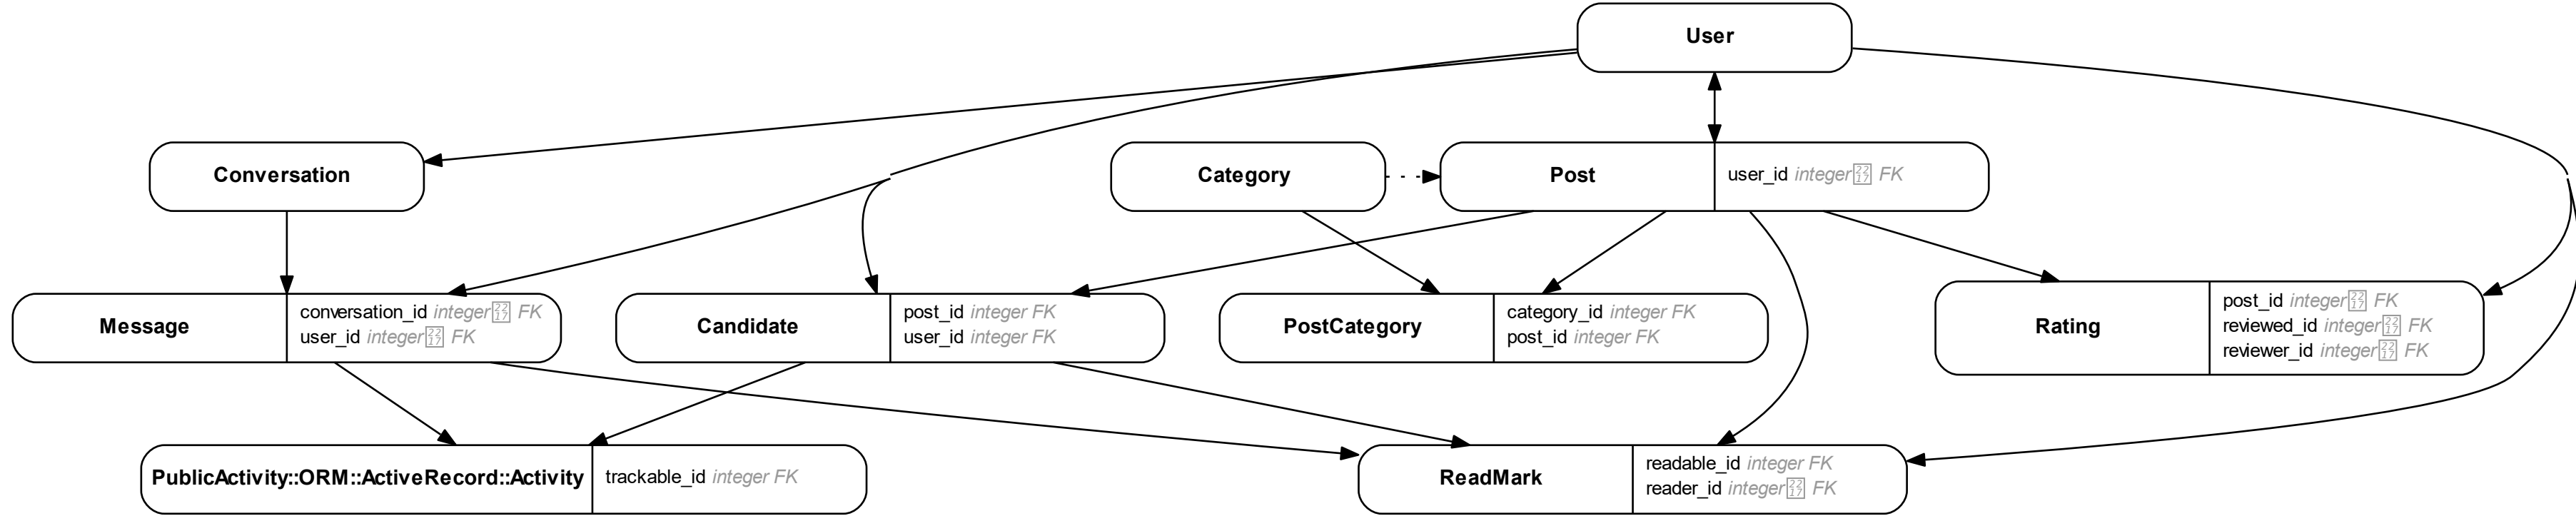 User
Conversation
Category
Post
user_id integer FK
Message
conversation_id integer FK
user_id integer FK
Candidate
post_id integer FK
user_id integer FK
PostCategory
category_id integer FK
post_id integer FK
Rating
post_id integer FK
reviewed_id integer FK
reviewer_id integer FK
PublicActivity::ORM::ActiveRecord::Activity
trackable_id integer FK
ReadMark
readable_id integer FK
reader_id integer FK